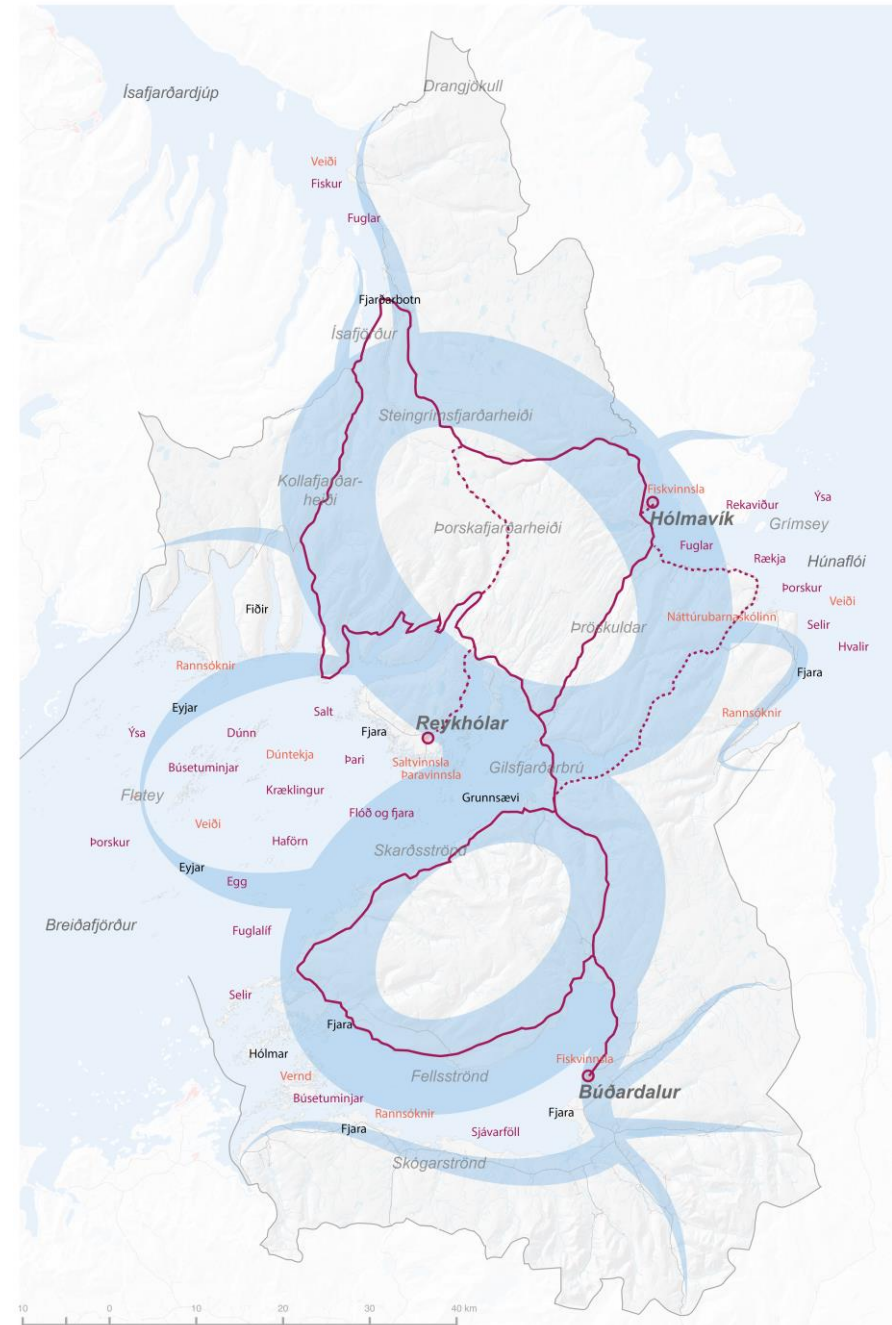 Drangjökull
Ísafjarðardjúp
Veiði
Fiskur
Fuglar
Fjarðarbotn
Ísafjörður
Steingrímsfjarðarheiði
Kollafjarðar-
heiði
Fiskvinnsla
Hólmavík
Rekaviður
Ýsa
Grímsey
Þorskafjarðarheiði
Fuglar
Rækja
Húnaflói
Þorskur
Veiði
Fiðir
Náttúrubarnaskólinn
Selir
Þröskuldar
Hvalir
Rannsóknir
Fjara
Eyjar
Salt
Rannsóknir
Reykhólar
Ýsa
Dúnn
Fjara
Dúntekja
Þari
Saltvinnsla
Þaravinnsla
Gilsfjarðarbrú
Búsetuminjar
Flatey
Kræklingur
Grunnsævi
Veiði
Flóð og fjara
Þorskur
Haförn
Skarðsströnd
Eyjar
Egg
Breiðafjörður
Fuglalíf
Selir
Fjara
Hólmar
Fiskvinnsla
Vernd
Fellsströnd
Búðardalur
Búsetuminjar
Rannsóknir
Fjara
Fjara
Sjávarföll
Skógarströnd
10 0 10 20 30 40 km